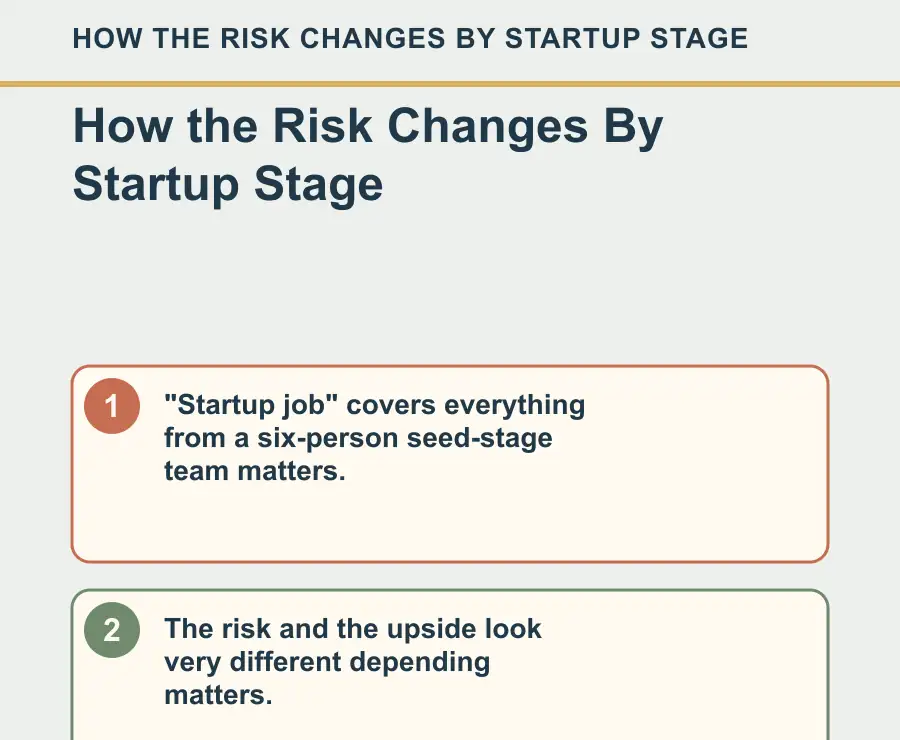 HOW THE RISK CHANGES BY STARTUP STAGE
How the Risk Changes By
Startup Stage
1
"Startup job" covers everything
from a six-person seed-stage
team matters.
2
The risk and the upside look
very different depending
matters.